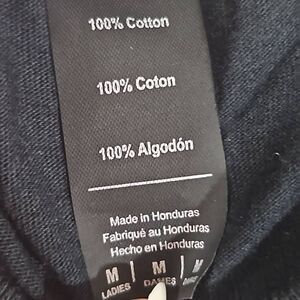 100% Cotton
100% Coton
100% Algodón
Made in Honduras
Fabriqué au Honduras
Hecho en Honduras
M M M
LADIES DAMES